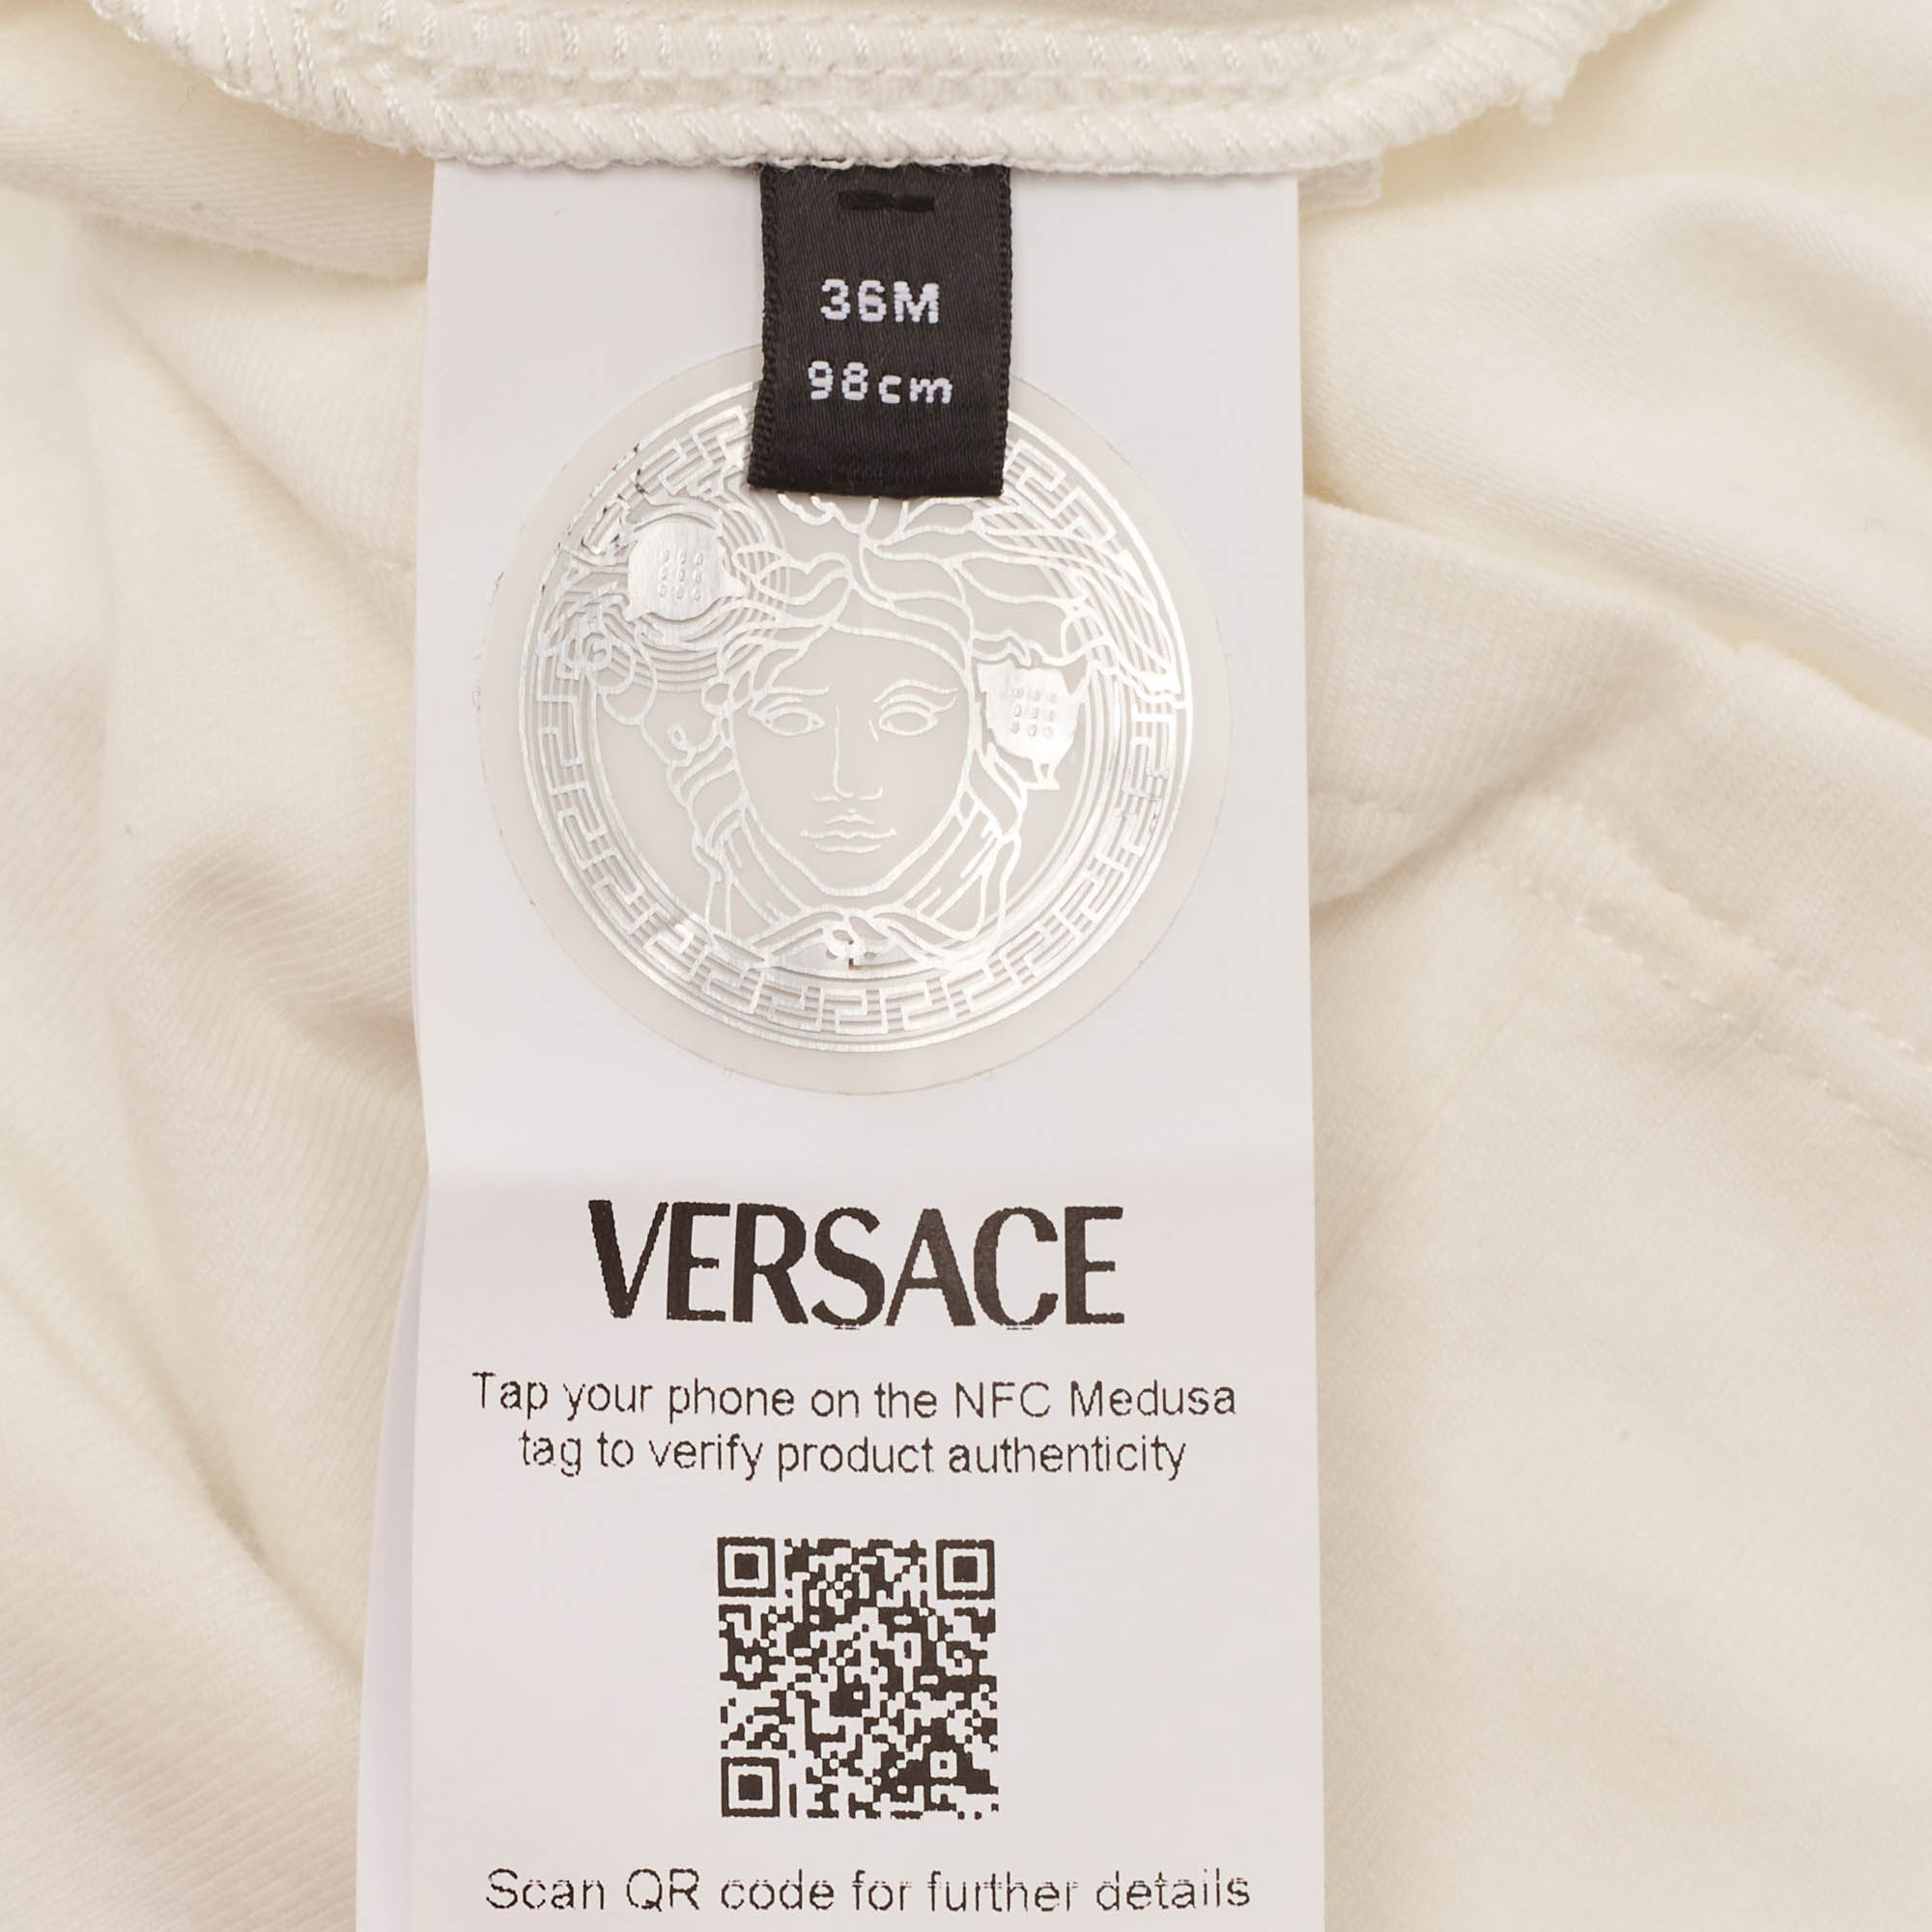 36M
98cm
VERSACE
Tap your phone on the NFC Medusa
tag to verify product authenticity
Scan QR code for further details